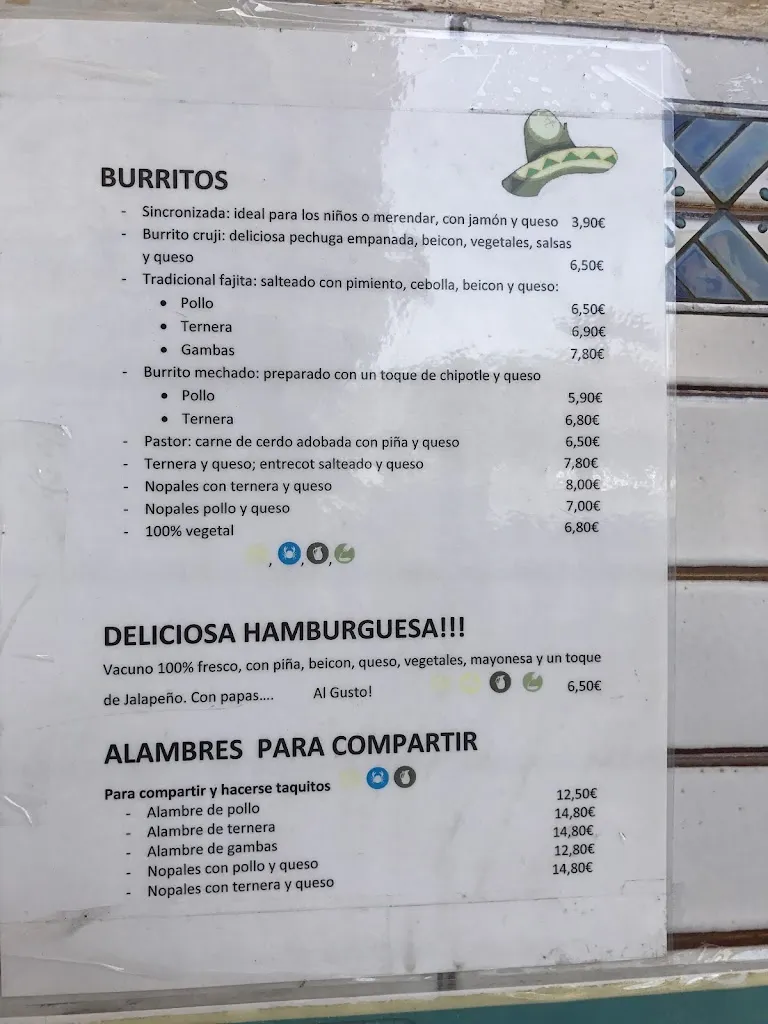 BURRITOS
- Sincronizada: ideal para los niños o merendar, con jamón y queso 3,90€
- Burrito cruji: deliciosa pechuga empanada, beicon, vegetales, salsas
y queso 6,50€
- Tradicional fajita: salteado con pimiento, cebolla, beicon y queso:
• Pollo 6,50€
• Ternera 6,90€
• Gambas 7,80€
- Burrito mechado: preparado con un toque de chipotle y queso
• Pollo 5,90€
• Ternera 6,80€
- Pastor: carne de cerdo adobada con piña y queso 6,50€
- Ternera y queso; entrecot salteado y queso 7,80€
- Nopales con ternera y queso 8,00€
- Nopales pollo y queso 7,00€
- 100% vegetal 6,80€
, , ,
DELICIOSA HAMBURGUESA!!!
Vacuno 100% fresco, con piña, beicon, queso, vegetales, mayonesa y un toque
de Jalapeño. Con papas.... Al Gusto! 6,50€
ALAMBRES PARA COMPARTIR
Para compartir y hacerse taquitos
- Alambre de pollo 12,50€
- Alambre de ternera 14,80€
- Alambre de gambas 14,80€
- Nopales con pollo y queso 12,80€
- Nopales con ternera y queso 14,80€